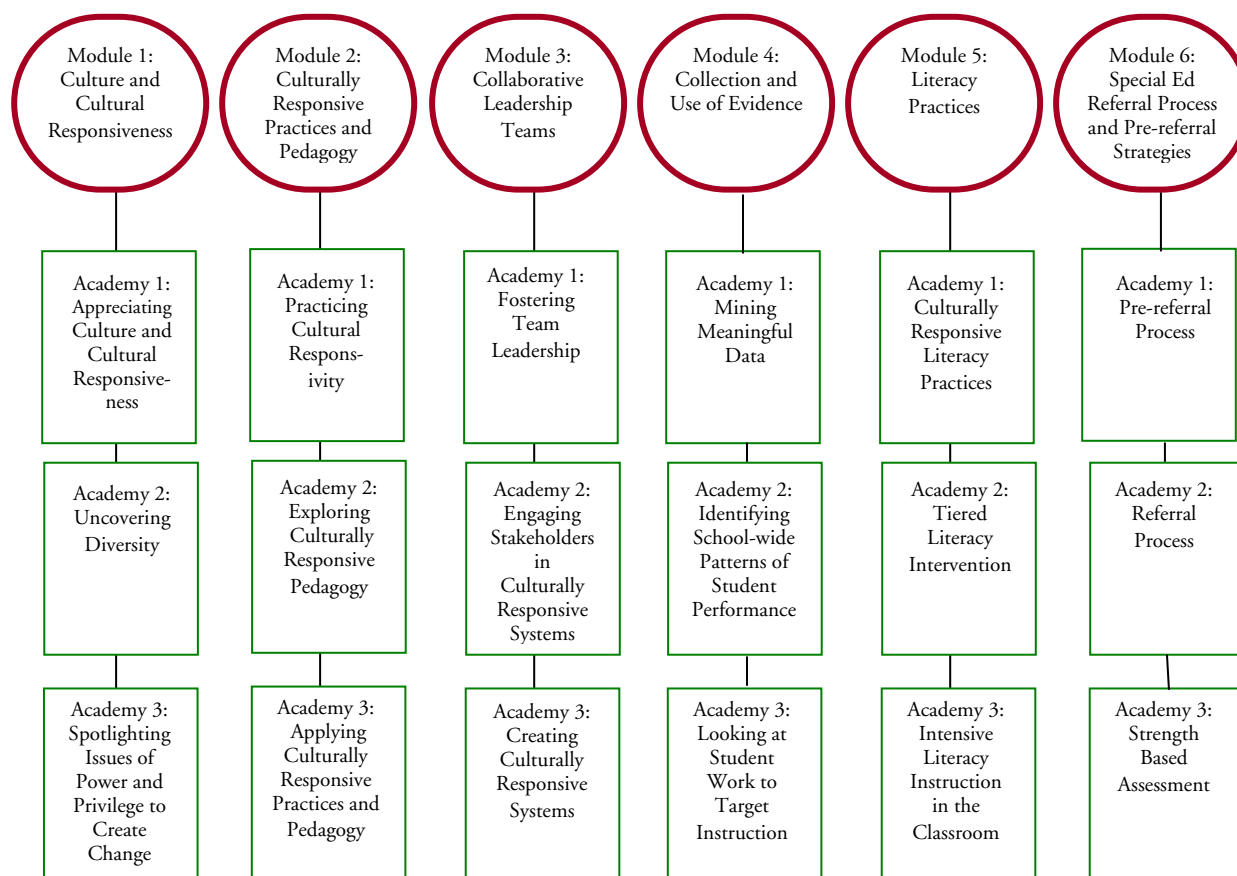 Module 1:
Culture and
Cultural
Responsiveness
Module 2:
Culturally
Responsive
Practices and
Pedagogy
Module 3:
Collaborative
Leadership
Teams
Module 4:
Collection and
Use of Evidence
Module 5:
Literacy
Practices
Module 6:
Special Ed
Referral Process
and Pre-referral
Strategies
Academy 1:
Appreciating
Culture and
Cultural
Responsive-
ness
Academy 1:
Practicing
Cultural
Respons-
ivity
Academy 1:
Fostering
Team
Leadership
Academy 1:
Mining
Meaningful
Data
Academy 1:
Culturally
Responsive
Literacy
Practices
Academy 1:
Pre-referral
Process
Academy 2:
Uncovering
Diversity
Academy 2:
Exploring
Culturally
Responsive
Pedagogy
Academy 2:
Engaging
Stakeholders
in
Culturally
Responsive
Systems
Academy 2:
Identifying
School-wide
Patterns of
Student
Performance
Academy 2:
Tiered
Literacy
Intervention
Academy 2:
Referral
Process
Academy 3:
Spotlighting
Issues of
Power and
Privilege to
Create
Change
Academy 3:
Applying
Culturally
Responsive
Practices and
Pedagogy
Academy 3:
Creating
Culturally
Responsive
Systems
Academy 3:
Looking at
Student
Work to
Target
Instruction
Academy 3:
Intensive
Literacy
Instruction
in the
Classroom
Academy 3:
Strength
Based
Assessment